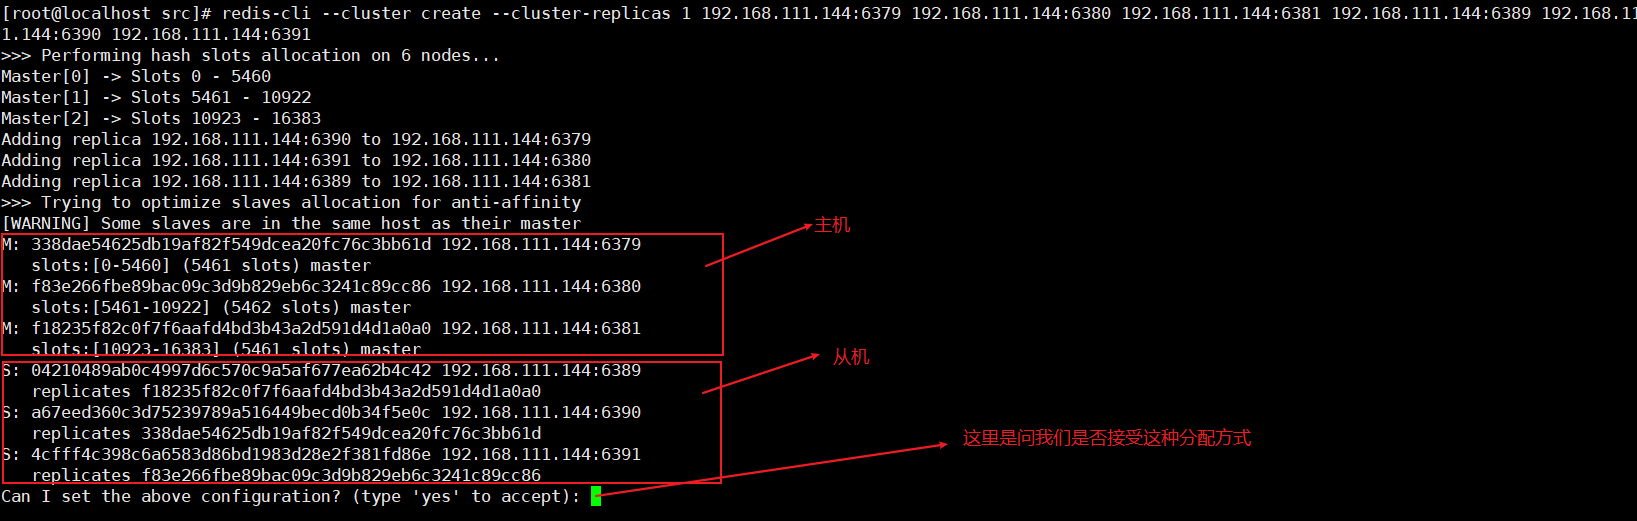 [root@localhost src]# redis-cli --cluster create --cluster-replicas 1 192.168.111.144:6379 192.168.111.144:6380 192.168.111.144:6381 192.168.111.144:6389 192.168.11
1.144:6390 192.168.111.144:6391
>>> Performing hash slots allocation on 6 nodes...
Master[0] -> Slots 0 - 5460
Master[1] -> Slots 5461 - 10922
Master[2] -> Slots 10923 - 16383
Adding replica 192.168.111.144:6390 to 192.168.111.144:6379
Adding replica 192.168.111.144:6391 to 192.168.111.144:6380
Adding replica 192.168.111.144:6389 to 192.168.111.144:6381
>>> Trying to optimize slaves allocation for anti-affinity
[WARNING] Some slaves are in the same host as their master
主机
M: 338dae54625db19af82f549dcea20fc76c3bb61d 192.168.111.144:6379
slots:[0-5460] (5461 slots) master
M: f83e266fbe89bac09c3d9b829eb6c3241c89cc86 192.168.111.144:6380
slots:[5461-10922] (5462 slots) master
M: f18235f82c0f7f6aafd4bd3b43a2d591d4d1a0a0 192.168.111.144:6381
slots:[10923-16383] (5461 slots) master
从机
S: 04210489ab0c4997d6c570c9a5af677ea62b4c42 192.168.111.144:6389
replicates f18235f82c0f7f6aafd4bd3b43a2d591d4d1a0a0
S: a67eed360c3d75239789a516449becd0b34f5e0c 192.168.111.144:6390
replicates 338dae54625db19af82f549dcea20fc76c3bb61d
S: 4cfff4c398c6a6583d86bd1983d28e2f381fd86e 192.168.111.144:6391
replicates f83e266fbe89bac09c3d9b829eb6c3241c89cc86
这里是问我们是否接受这种分配方式
Can I set the above configuration? (type 'yes' to accept):